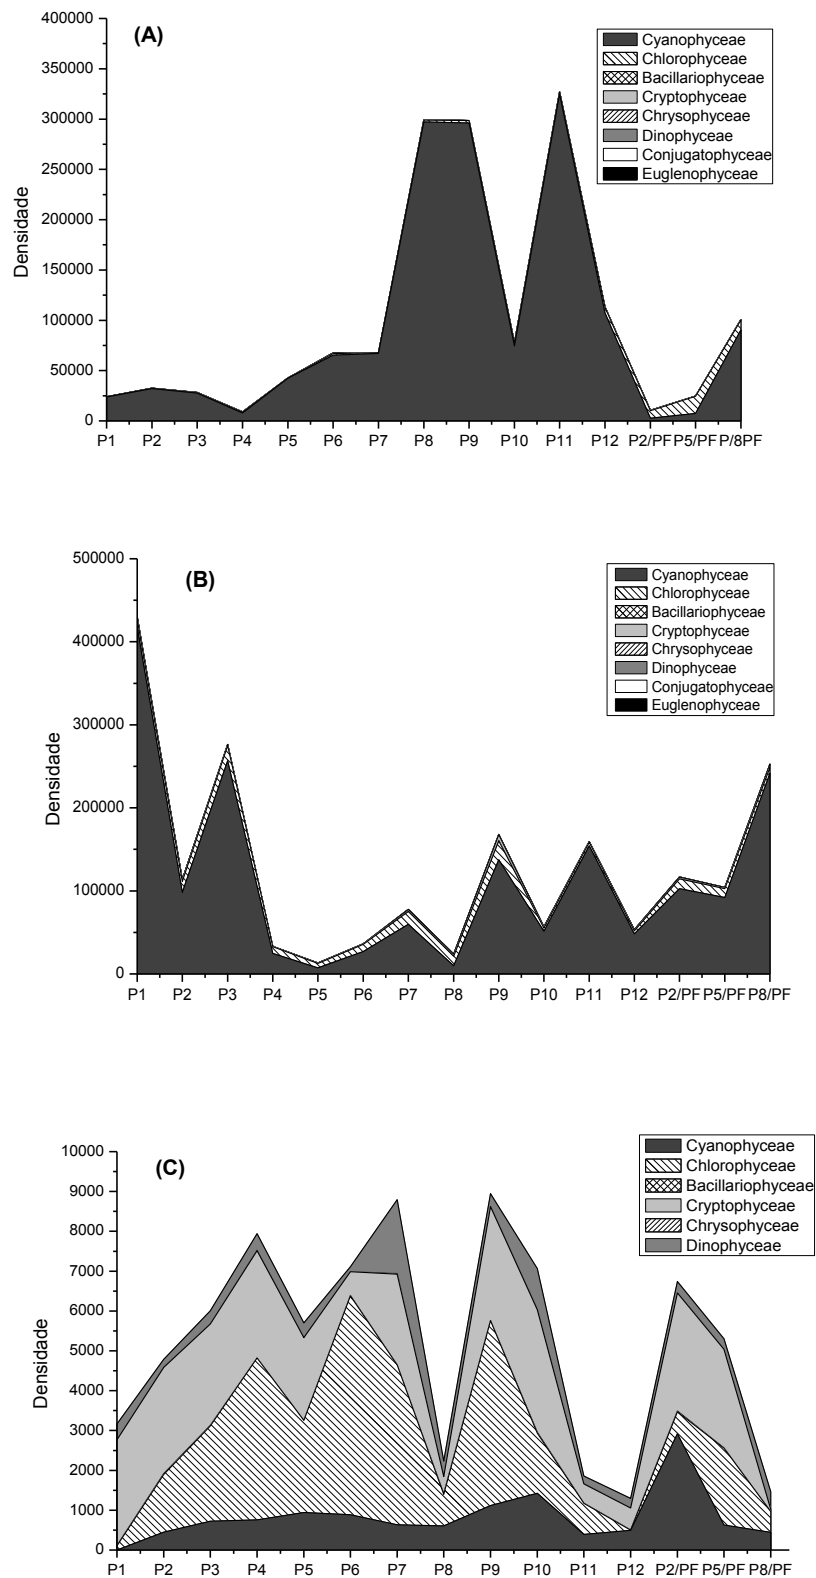 (A)
400000
350000
300000
250000
200000
150000
100000
50000
0
Densidade
Cyanophyceae
Chlorophyceae
Bacillariophyceae
Cryptophyceae
Chrysophyceae
Dinophyceae
Conjugatophyceae
Euglenophyceae
P1 P2 P3 P4 P5 P6 P7 P8 P9 P10 P11 P12 P2/PF P5/PF P/8PF
(B)
500000
400000
300000
200000
100000
0
Densidade
Cyanophyceae
Chlorophyceae
Bacillariophyceae
Cryptophyceae
Chrysophyceae
Dinophyceae
Conjugatophyceae
Euglenophyceae
P1 P2 P3 P4 P5 P6 P7 P8 P9 P10 P11 P12 P2/PF P5/PF P8/PF
(C)
10000
9000
8000
7000
6000
5000
4000
3000
2000
1000
0
Densidade
Cyanophyceae
Chlorophyceae
Bacillariophyceae
Cryptophyceae
Chrysophyceae
Dinophyceae
P1 P2 P3 P4 P5 P6 P7 P8 P9 P10 P11 P12 P2/PF P5/PF P8/PF